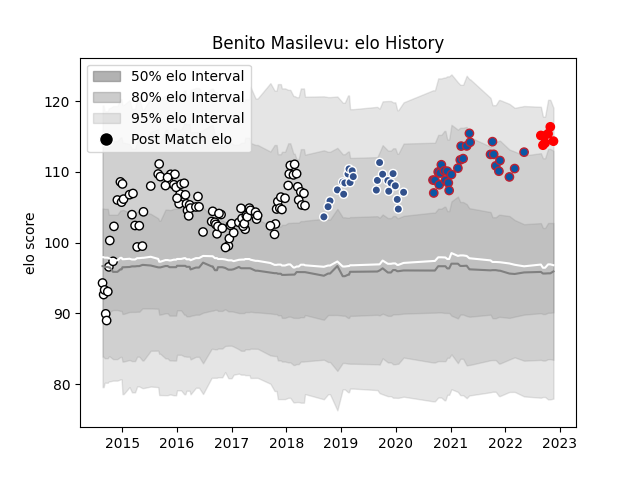 Benito Masilevu: elo History
50% elo Interval
80% elo Interval
95% elo Interval
Post Match elo
elo score
120
110
100
90
80
2015 2016 2017 2018 2019 2020 2021 2022 2023